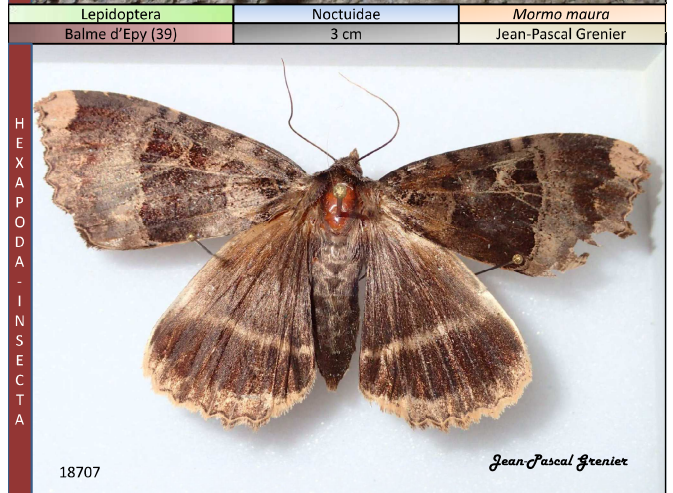 Lepidoptera
Noctuidae
Mormo maura
Balme d'Epy (39)
3 cm
Jean-Pascal Grenier
HEXAPODA-INSECTA
18707
Jean-Pascal Grenier